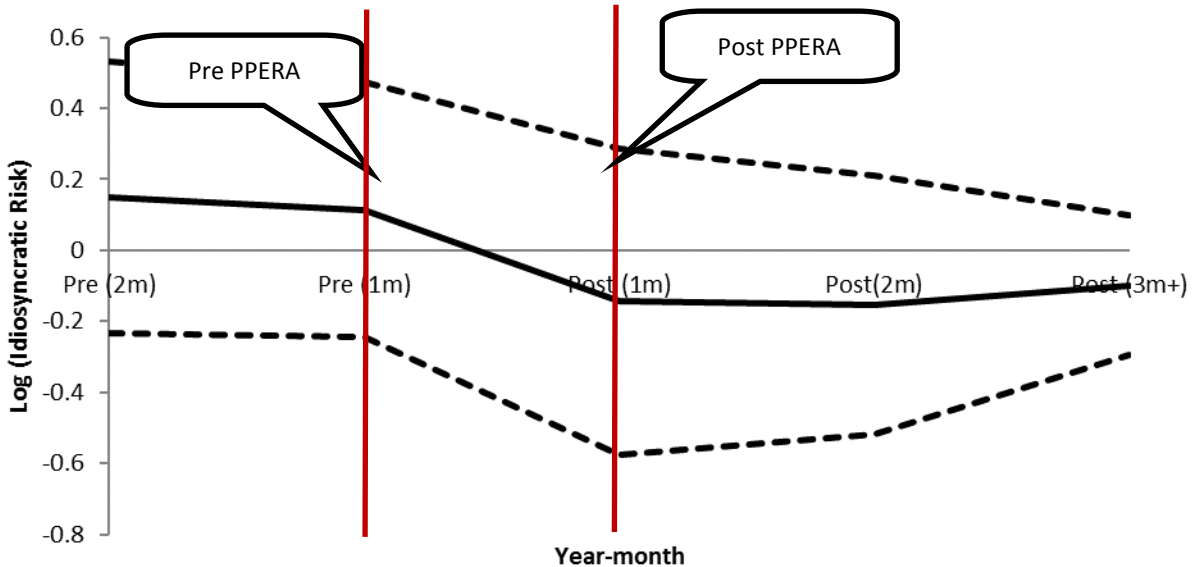 0.6
0.4
0.2
0
-0.2
-0.4
-0.6
-0.8
Log (Idiosyncratic Risk)
Pre PPERA
Post PPERA
Pre (2m)
Pre (1m)
Post (1m)
Post(2m)
Post (3m+)
Year-month